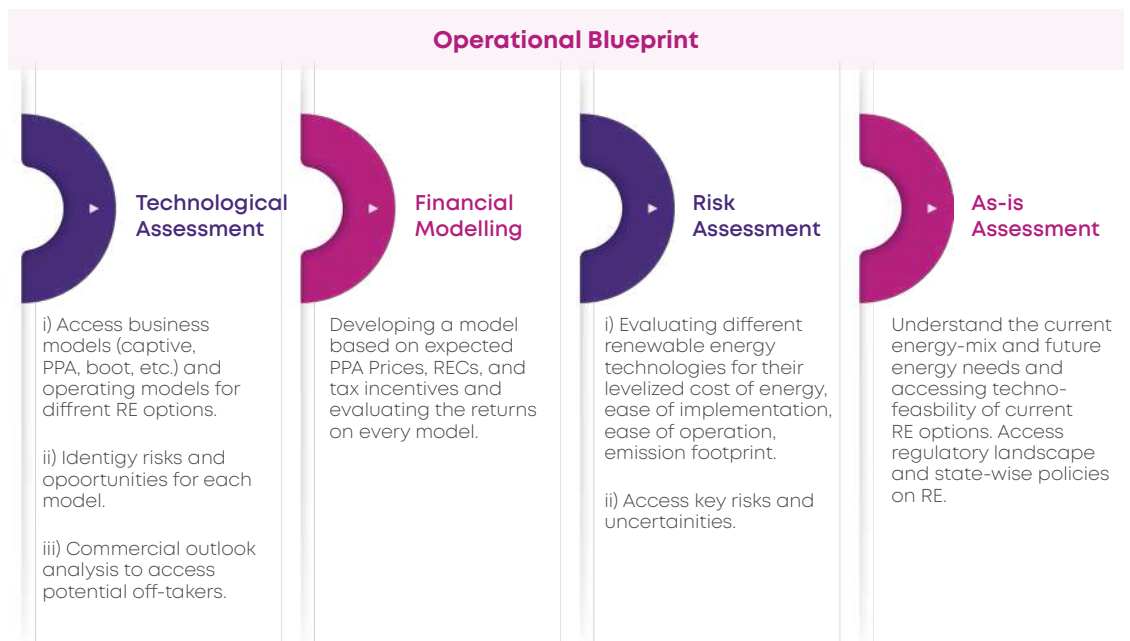 Operational Blueprint
Technological
Assessment
i) Access business
models (captive,
PPA, boot, etc.) and
operating models for
diffrent RE options.
ii) Identigy risks and
opoortunities for each
model.
iii) Commercial outlook
analysis to access
potential off-takers.
Financial
Modelling
Developing a model
based on expected
PPA Prices, RECs, and
tax incentives and
evaluating the returns
on every model.
Risk
Assessment
i) Evaluating different
renewable energy
technologies for their
levelized cost of energy,
ease of implementation,
ease of operation,
emission footprint.
ii) Access key risks and
uncertainities.
As-is
Assessment
Understand the current
energy-mix and future
energy needs and
accessing techno-
feasbility of current
RE options. Access
regulatory landscape
and state-wise policies
on RE.